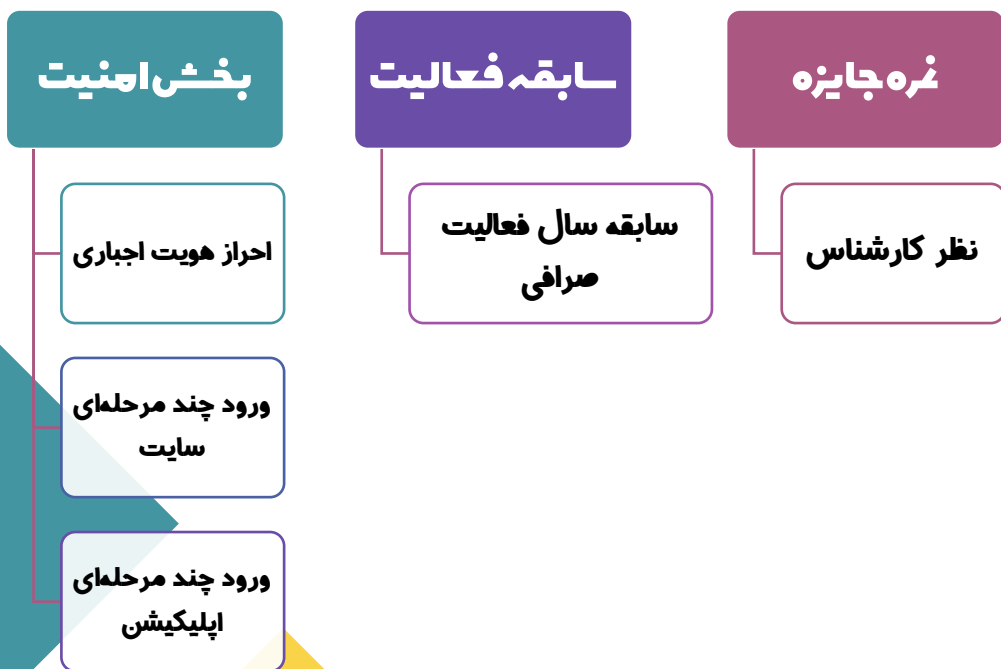 نمره جایزه
نظر کارشناس
سابقه فعالیت
سابقه سال فعالیت
صرافی
بخش امنیت
احراز هویت اجباری
ورود چند مرحله‌ای
سایت
ورود چند مرحله‌ای
اپلیکیشن